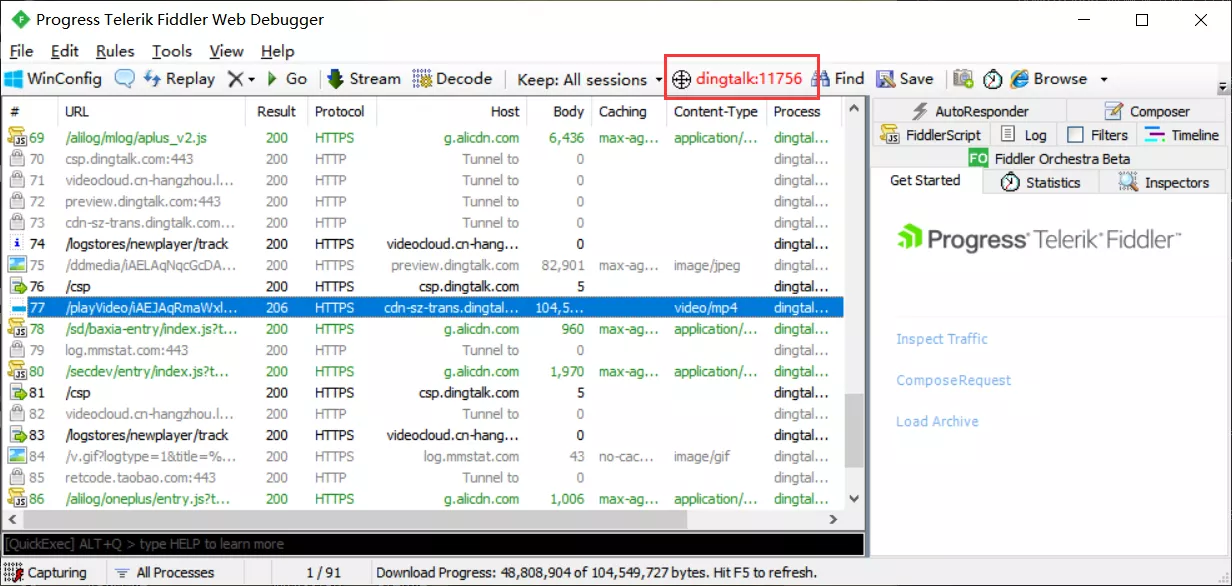 Progress Telerik Fiddler Web Debugger
File Edit Rules Tools View Help
WinConfig Replay Go Stream Decode Keep: All sessions dingtalk:11756 Find Save Browse
# URL Result Protocol Host Body Caching Content-Type Process
69 /alilog/mlog/aplus_v2.js 200 HTTPS g.alicdn.com 6,436 max-ag... application/... dingtal...
70 csp.dingtalk.com:443 200 HTTP Tunnel to 0 dingtal...
71 videocloud.cn-hangzhou.l... 200 HTTP Tunnel to 0 dingtal...
72 preview.dingtalk.com:443 200 HTTP Tunnel to 0 dingtal...
73 cdn-sz-trans.dingtalk.com... 200 HTTP Tunnel to 0 dingtal...
74 /logstores/newplayer/track 200 HTTPS videocloud.cn-hang... 0 dingtal...
75 /ddmedia/iAELAqNqcGcDA... 200 HTTPS preview.dingtalk.com 82,901 max-ag... image/jpeg dingtal...
76 /csp 200 HTTPS csp.dingtalk.com 5 dingtal...
77 /playVideo/iAEJAqRmaWxl... 206 HTTPS cdn-sz-trans.dingtal... 104,5... video/mp4 dingtal...
78 /sd/baxia-entry/index.js?t... 200 HTTPS g.alicdn.com 960 max-ag... application/... dingtal...
79 log.mmstat.com:443 200 HTTP Tunnel to 0 dingtal...
80 /secdev/entry/index.js?t... 200 HTTPS g.alicdn.com 1,970 max-ag... application/... dingtal...
81 /csp 200 HTTPS csp.dingtalk.com 5 dingtal...
82 videocloud.cn-hangzhou.l... 200 HTTP Tunnel to 0 dingtal...
83 /logstores/newplayer/track 200 HTTPS videocloud.cn-hang... 0 dingtal...
84 /v.gif?logtype=1&title=%... 200 HTTPS log.mmstat.com 43 no-cac... image/gif dingtal...
85 retcode.taobao.com:443 200 HTTP Tunnel to 0 dingtal...
86 /alilog/oneplus/entry.js?t... 200 HTTPS g.alicdn.com 1,006 max-ag... application/... dingtal...
[QuickExec] ALT+Q > type HELP to learn more
Capturing All Processes 1 / 91 Download Progress: 48,808,904 of 104,549,727 bytes. Hit F5 to refresh.
AutoResponder Composer
FiddlerScript Log Filters Timeline
FO Fiddler Orchestra Beta
Get Started Statistics Inspectors
Progress Telerik Fiddler
Inspect Traffic
Compose Request
Load Archive